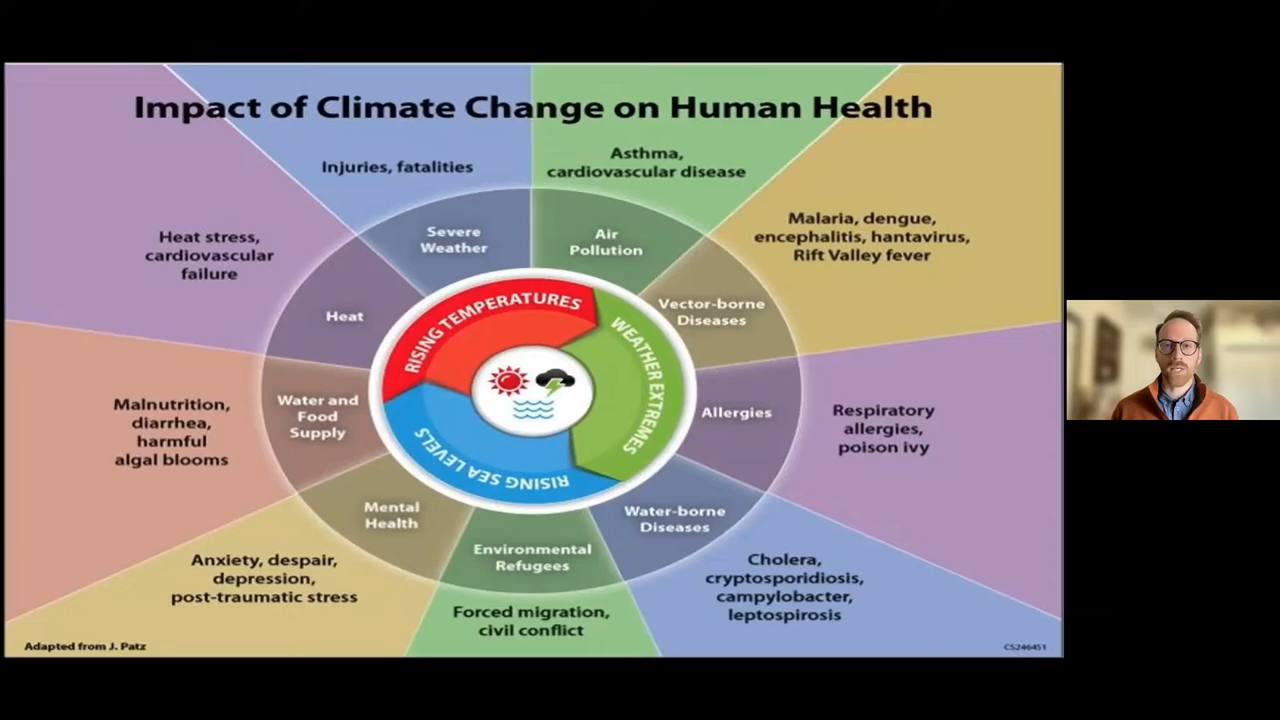 Impact of Climate Change on Human Health
Injuries, fatalities
Asthma,
cardiovascular disease
Severe
Weather
Air
Pollution
Malaria, dengue,
encephalitis, hantavirus,
Rift Valley fever
Heat stress,
cardiovascular
failure
Heat
Vector-borne
Diseases
RISING TEMPERATURES
WEATHER EXTREMES
RISING SEA LEVELS
Water and
Food
Supply
Allergies
Malnutrition,
diarrhea,
harmful
algal blooms
Respiratory
allergies,
poison ivy
Mental
Health
Water-borne
Diseases
Environmental
Refugees
Anxiety, despair,
depression,
post-traumatic stress
Cholera,
cryptosporidiosis,
campylobacter,
leptospirosis
Forced migration,
civil conflict
Adapted from J. Patz
CS246451